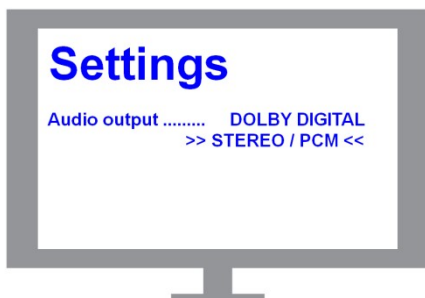 Settings
Audio output ......... DOLBY DIGITAL
>> STEREO / PCM <<